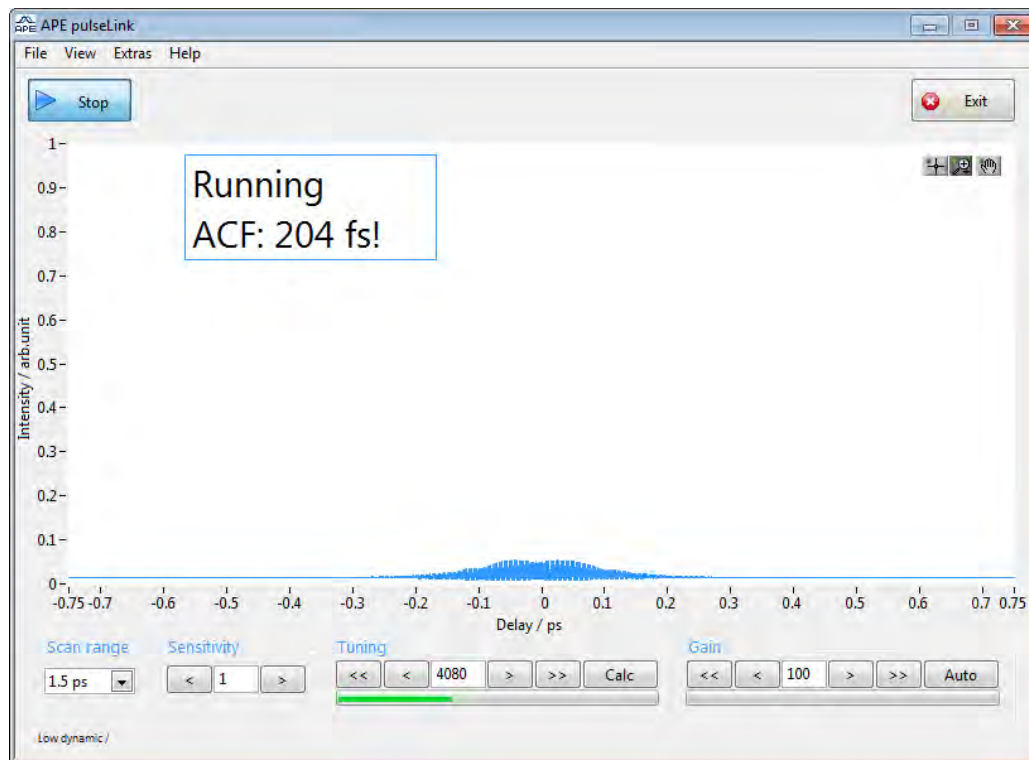 APE APE pulseLink
File View Extras Help
Stop
Exit
Running
ACF: 204 fs!
1
0.9
0.8
0.7
0.6
0.5
0.4
0.3
0.2
0.1
0
Intensity / arb.unit
-0.75 -0.7 -0.6 -0.5 -0.4 -0.3 -0.2 -0.1 0 0.1 0.2 0.3 0.4 0.5 0.6 0.7 0.75
Delay / ps
Scan range Sensitivity Tuning Gain
1.5 ps < 1 > << < 4080 > >> Calc << < 100 > >> Auto
Low dynamic /